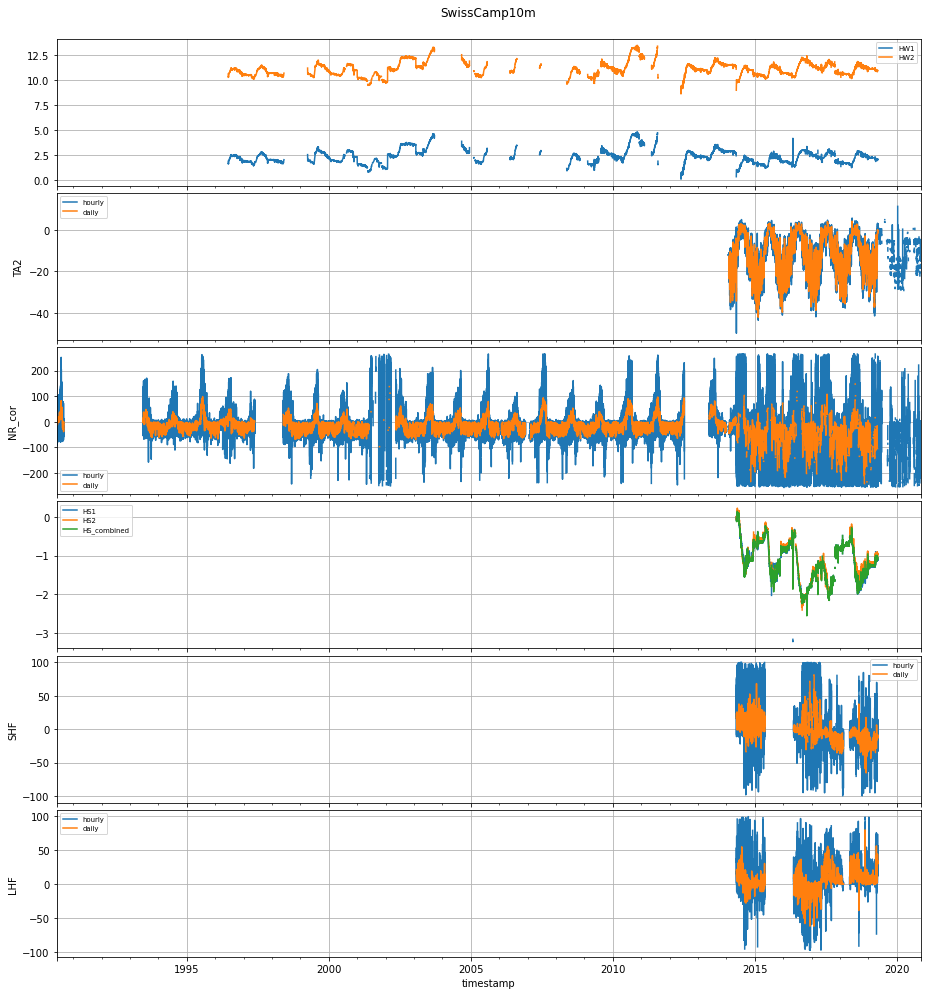 SwissCamp10m
12.5
10.0
7.5
5.0
2.5
0.0
HW1
HW2
TA2
0
−20
−40
hourly
daily
NR_cor
200
100
0
−100
−200
hourly
daily
0
−1
−2
−3
HS1
HS2
HS_combined
SHF
100
50
0
−50
−100
hourly
daily
LHF
100
50
0
−50
−100
hourly
daily
1995 2000 2005 2010 2015 2020
timestamp